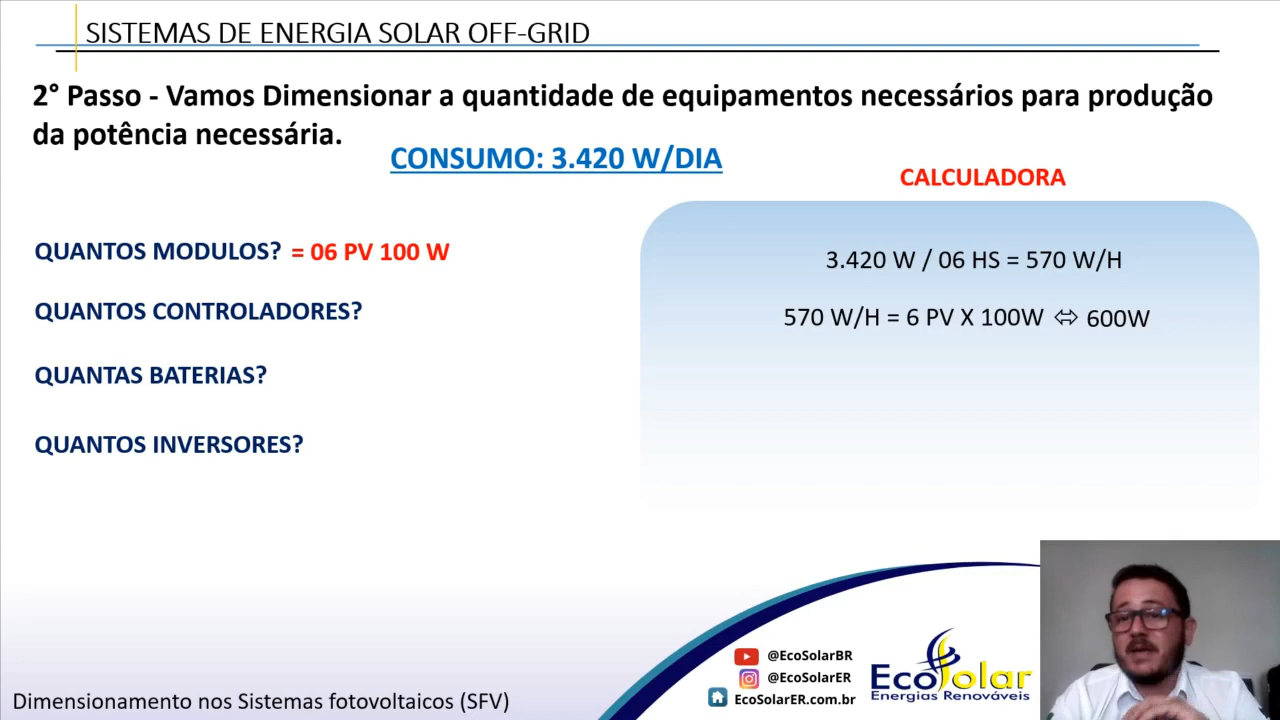 SISTEMAS DE ENERGIA SOLAR OFF-GRID
2° Passo - Vamos Dimensionar a quantidade de equipamentos necessários para produção
da potência necessária.
CONSUMO: 3.420 W/DIA
CALCULADORA
QUANTOS MODULOS? = 06 PV 100 W
3.420 W / 06 HS = 570 W/H
QUANTOS CONTROLADORES?
570 W/H = 6 PV X 100W ⬄ 600W
QUANTAS BATERIAS?
QUANTOS INVERSORES?
@EcoSolarBR
@EcoSolarER
EcoSolarER.com.br
EcoSolar
Energias Renováveis
Dimensionamento nos Sistemas fotovoltaicos (SFV)